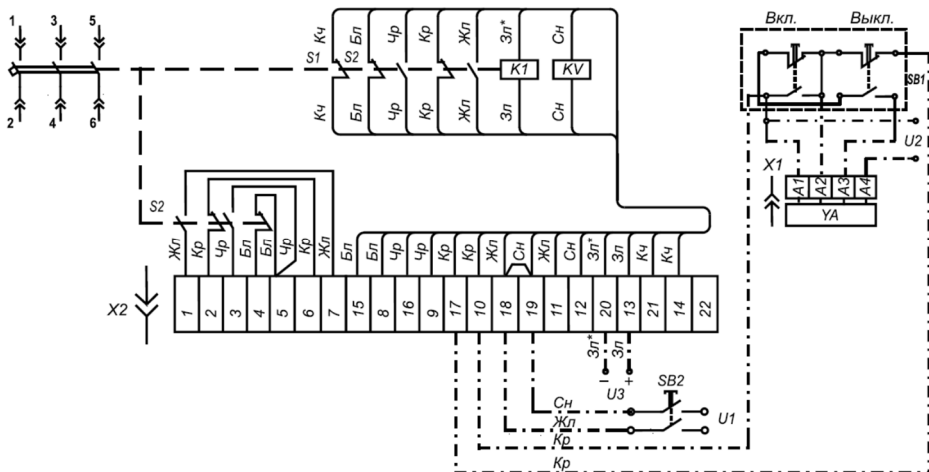 1 3 5
2 4 6
S1 S2
Кч Бл Чр Кр Жл Зл* Сн
K1 KV
Кч Бл Чр Кр Жл Зл Сн
Вкл. Выкл.
SB1
U2
X1
A1 A2 A3 A4
YA
S2
Жл Кр Чр Бл Бл Чр Кр Жл Бл Бл Чр Чр Кр Кр Жл Сн Жл Сн Зл* Зл Кч Кч
X2
1 2 3 4 5 6 7 15 8 16 9 17 10 18 19 11 12 20 13 21 14 22
Зл* Зл
– +
U3
SB2
U1
Сн
Жл
Кр
Кр